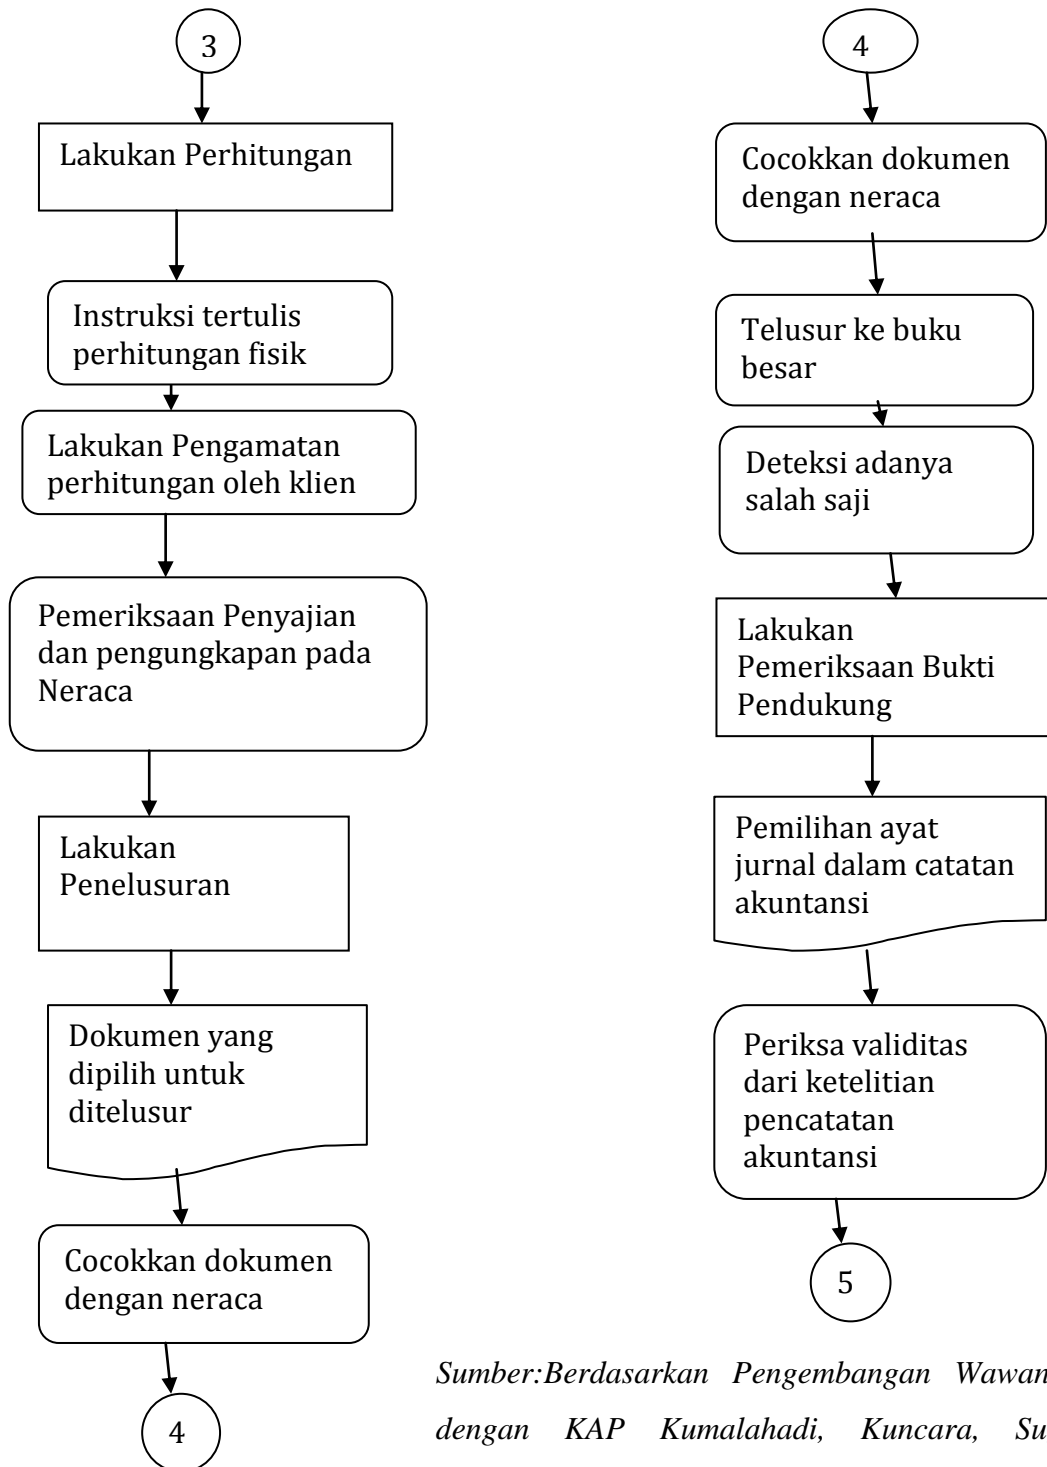 3
Lakukan Perhitungan
Instruksi tertulis
perhitungan fisik
Lakukan Pengamatan
perhitungan oleh klien
Pemeriksaan Penyajian
dan pengungkapan pada
Neraca
Lakukan
Penelusuran
Dokumen yang
dipilih untuk
ditelusur
Cocokkan dokumen
dengan neraca
4
4
Cocokkan dokumen
dengan neraca
Telusur ke buku
besar
Deteksi adanya
salah saji
Lakukan
Pemeriksaan Bukti
Pendukung
Pemilihan ayat
jurnal dalam catatan
akuntansi
Periksa validitas
dari ketelitian
pencatatan
akuntansi
5
Sumber:Berdasarkan Pengembangan Wawan
dengan KAP Kumalahadi, Kuncara, Su